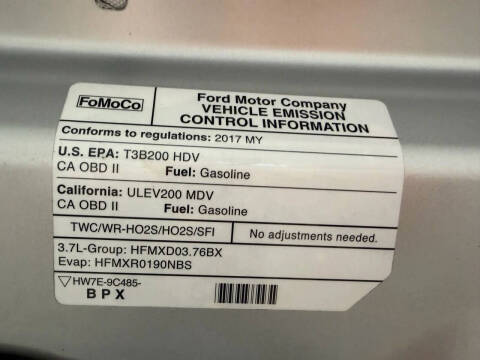 FoMoCo
Ford Motor Company
VEHICLE EMISSION
CONTROL INFORMATION
Conforms to regulations: 2017 MY
U.S. EPA: T3B200 HDV
CA OBD II Fuel: Gasoline
California: ULEV200 MDV
CA OBD II Fuel: Gasoline
TWC/WR-HO2S/HO2S/SFI No adjustments needed.
3.7L-Group: HFMXD03.76BX
Evap: HFMXR0190NBS
HW7E-9C485-
BPX